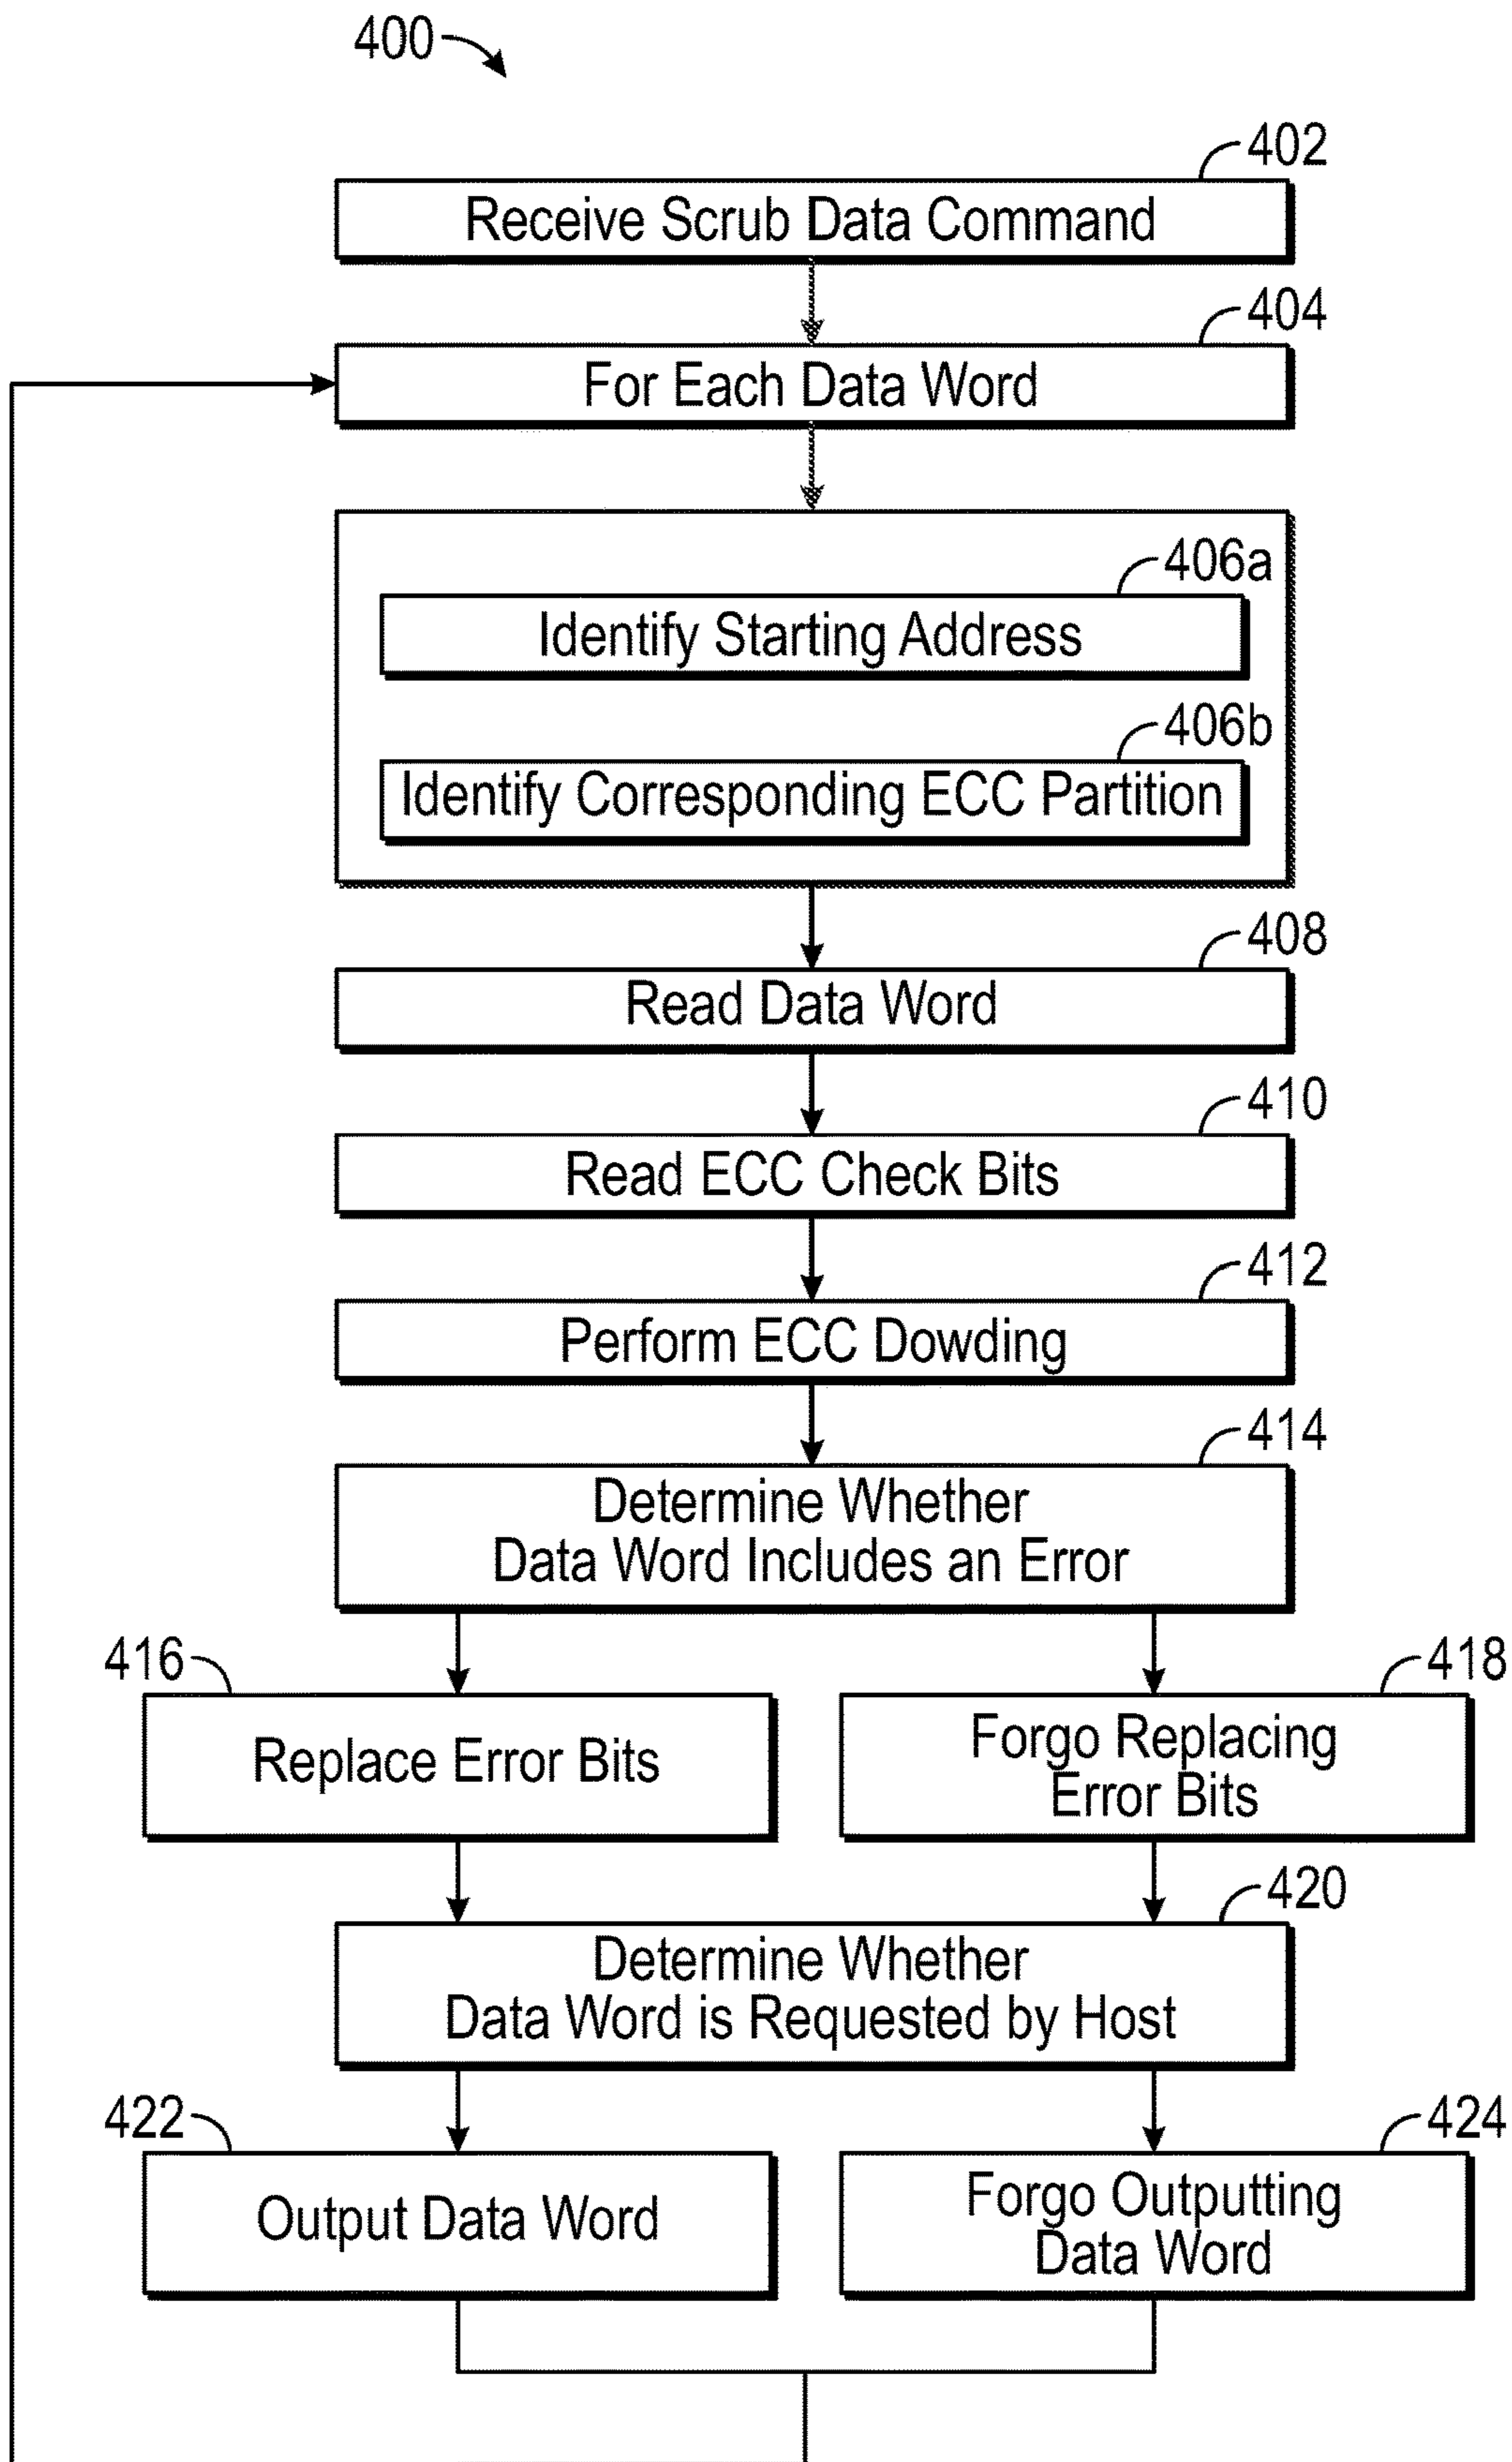 400
402
Receive Scrub Data Command
404
For Each Data Word
406a
Identify Starting Address
406b
Identify Corresponding ECC Partition
408
Read Data Word
410
Read ECC Check Bits
412
Perform ECC Dowding
414
Determine Whether
Data Word Includes an Error
416
Replace Error Bits
418
Forgo Replacing
Error Bits
420
Determine Whether
Data Word is Requested by Host
422
Output Data Word
424
Forgo Outputting
Data Word